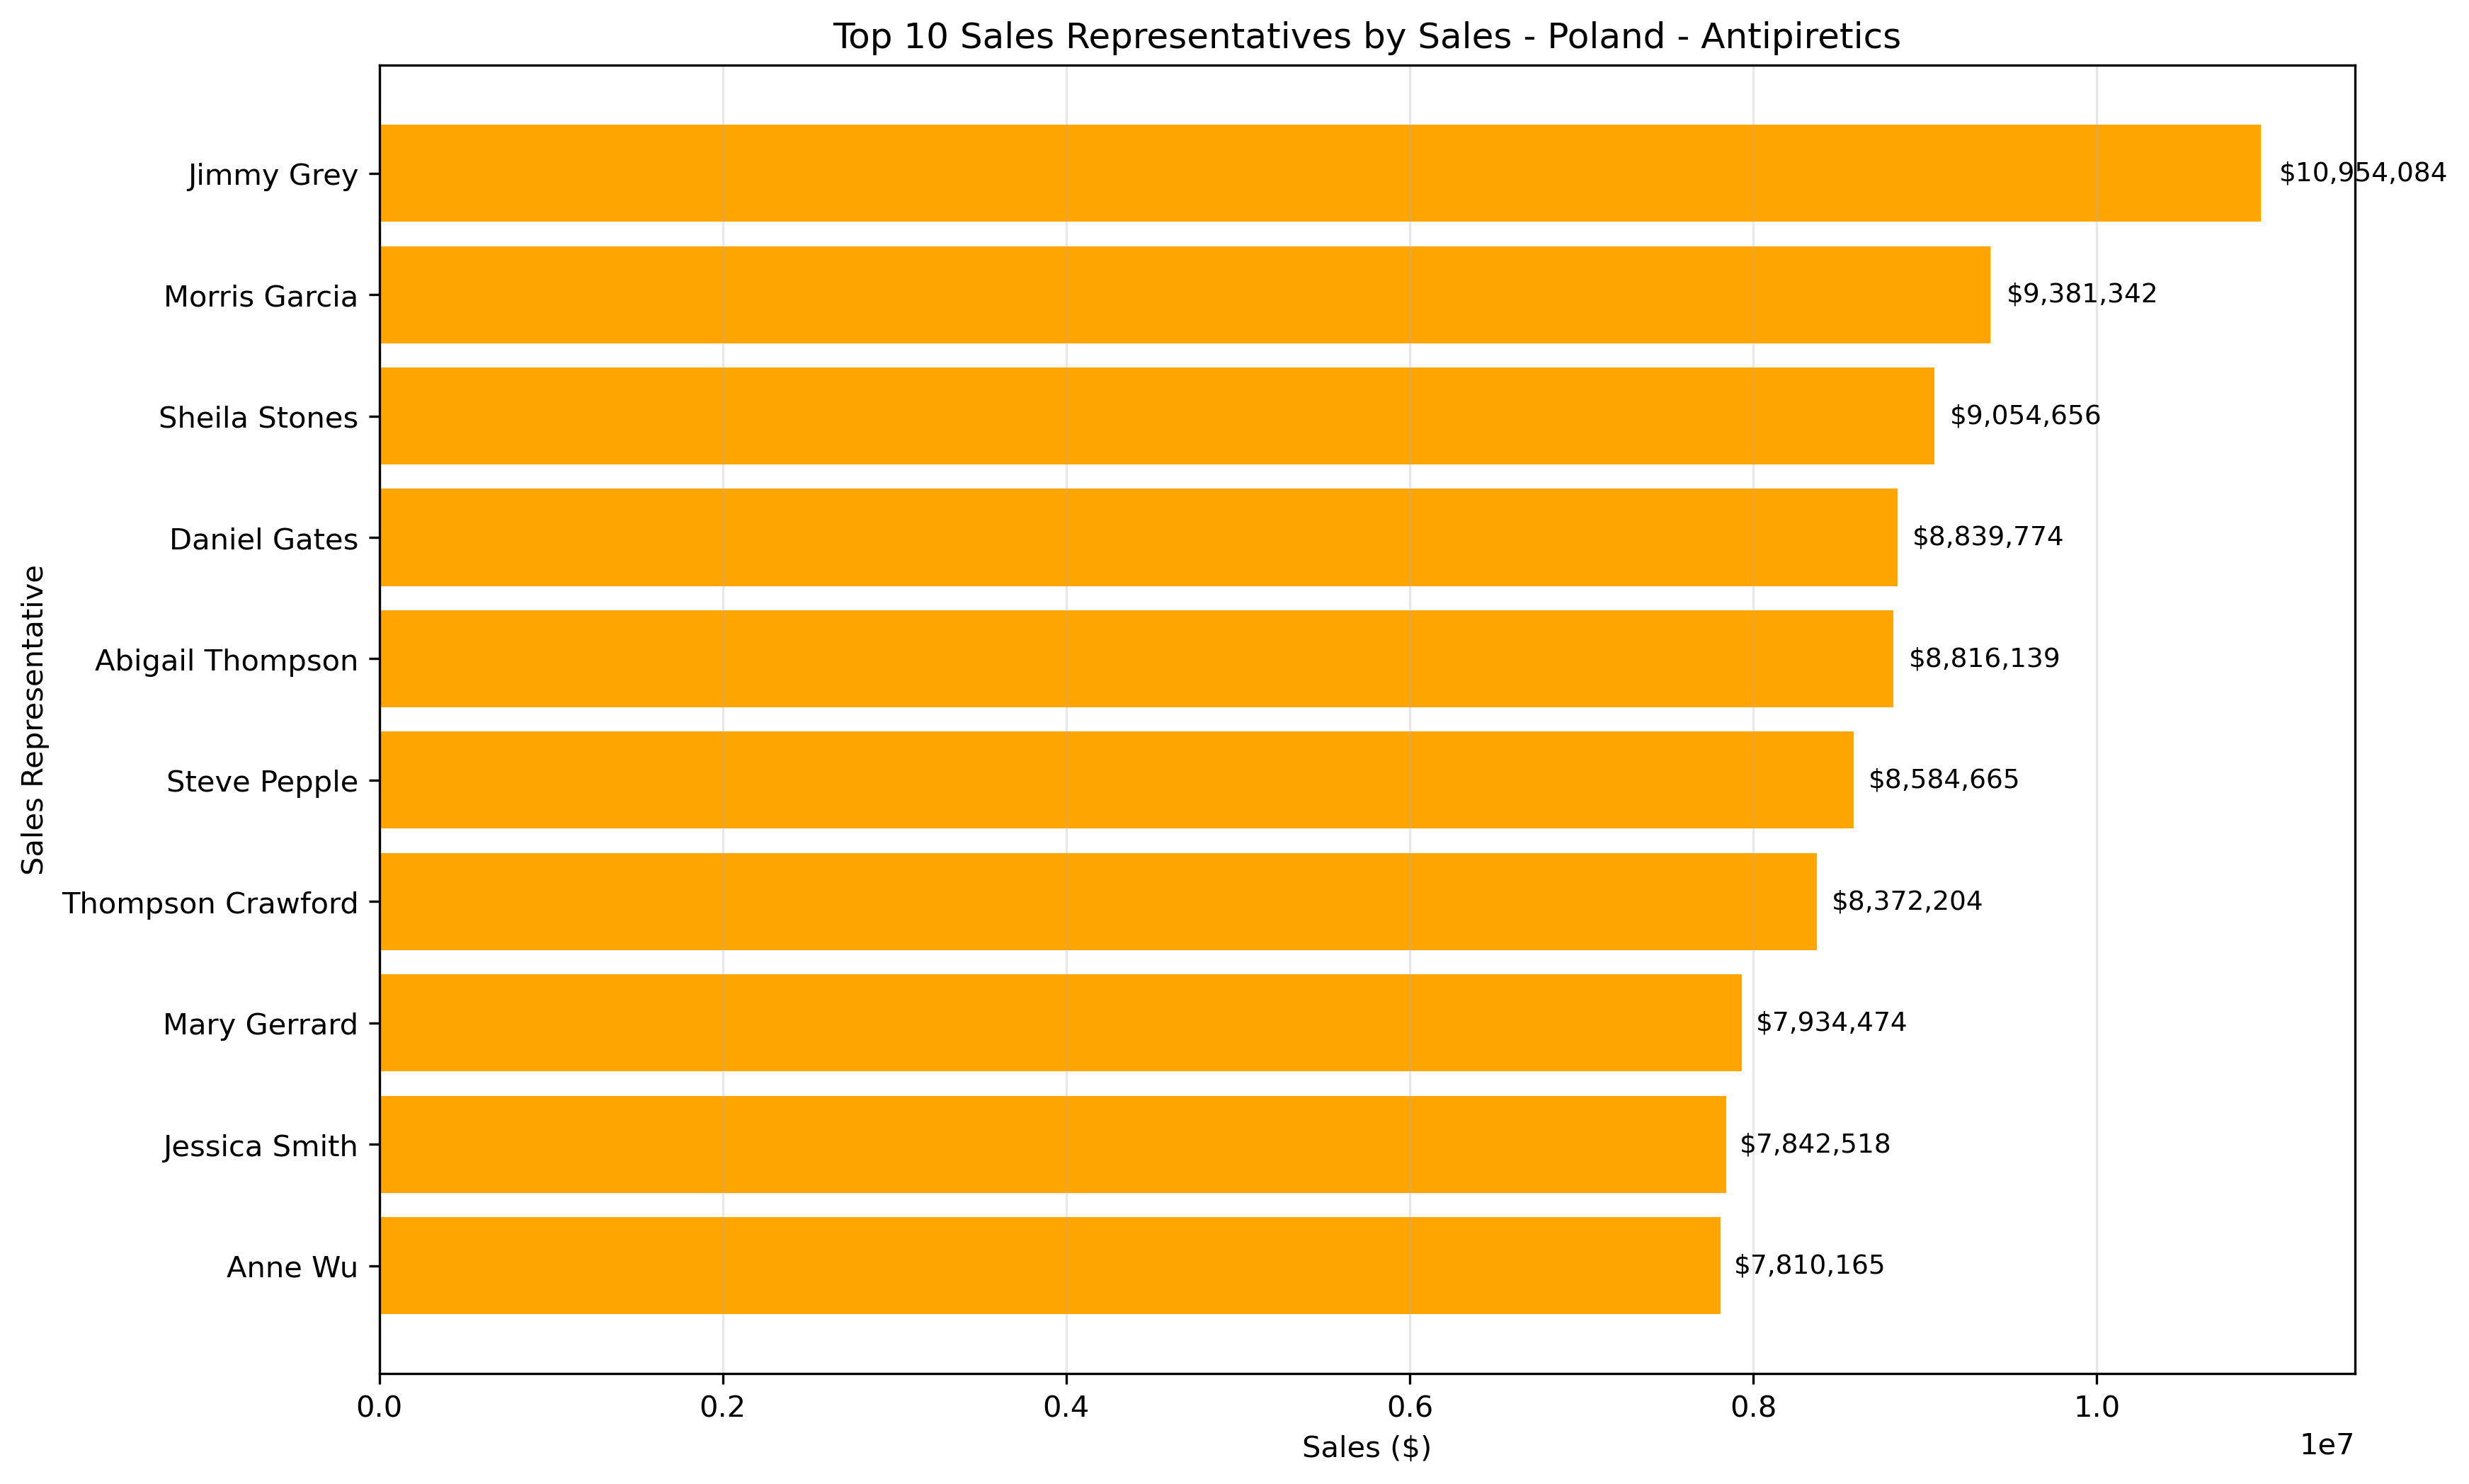 Top 10 Sales Representatives by Sales - Poland - Antipiretics
Sales Representative
Jimmy Grey $10,954,084
Morris Garcia $9,381,342
Sheila Stones $9,054,656
Daniel Gates $8,839,774
Abigail Thompson $8,816,139
Steve Pepple $8,584,665
Thompson Crawford $8,372,204
Mary Gerrard $7,934,474
Jessica Smith $7,842,518
Anne Wu $7,810,165
0.0 0.2 0.4 0.6 0.8 1.0
1e7
Sales ($)